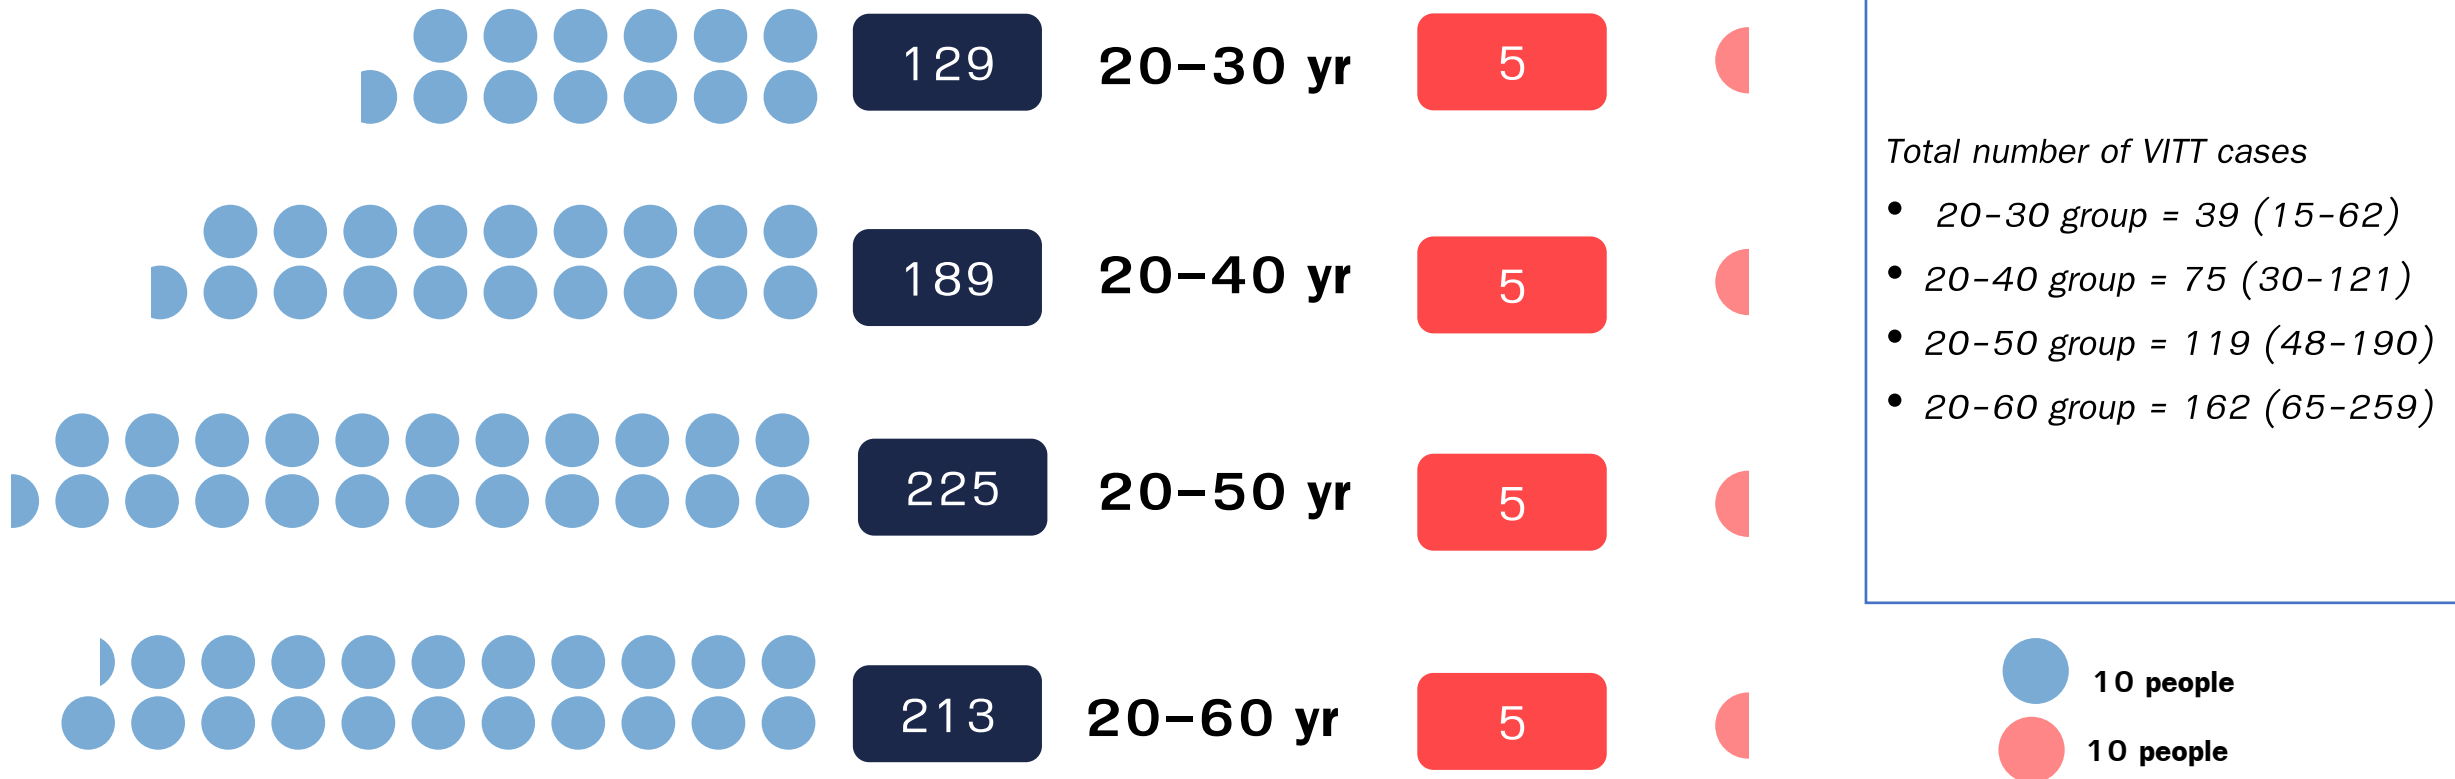 129 20–30 yr 5
189 20–40 yr 5
225 20–50 yr 5
213 20–60 yr 5
Total number of VITT cases
• 20-30 group = 39 (15-62)
• 20-40 group = 75 (30-121)
• 20-50 group = 119 (48-190)
• 20-60 group = 162 (65-259)
10 people
10 people